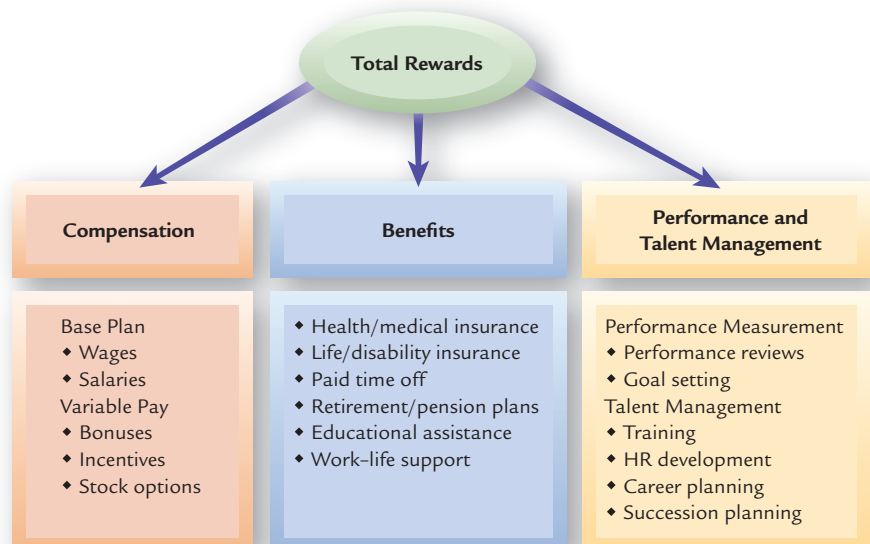 Total Rewards
Compensation
Benefits
Performance and
Talent Management
Base Plan
◆ Wages
◆ Salaries
Variable Pay
◆ Bonuses
◆ Incentives
◆ Stock options
◆ Health/medical insurance
◆ Life/disability insurance
◆ Paid time off
◆ Retirement/pension plans
◆ Educational assistance
◆ Work–life support
Performance Measurement
◆ Performance reviews
◆ Goal setting
Talent Management
◆ Training
◆ HR development
◆ Career planning
◆ Succession planning